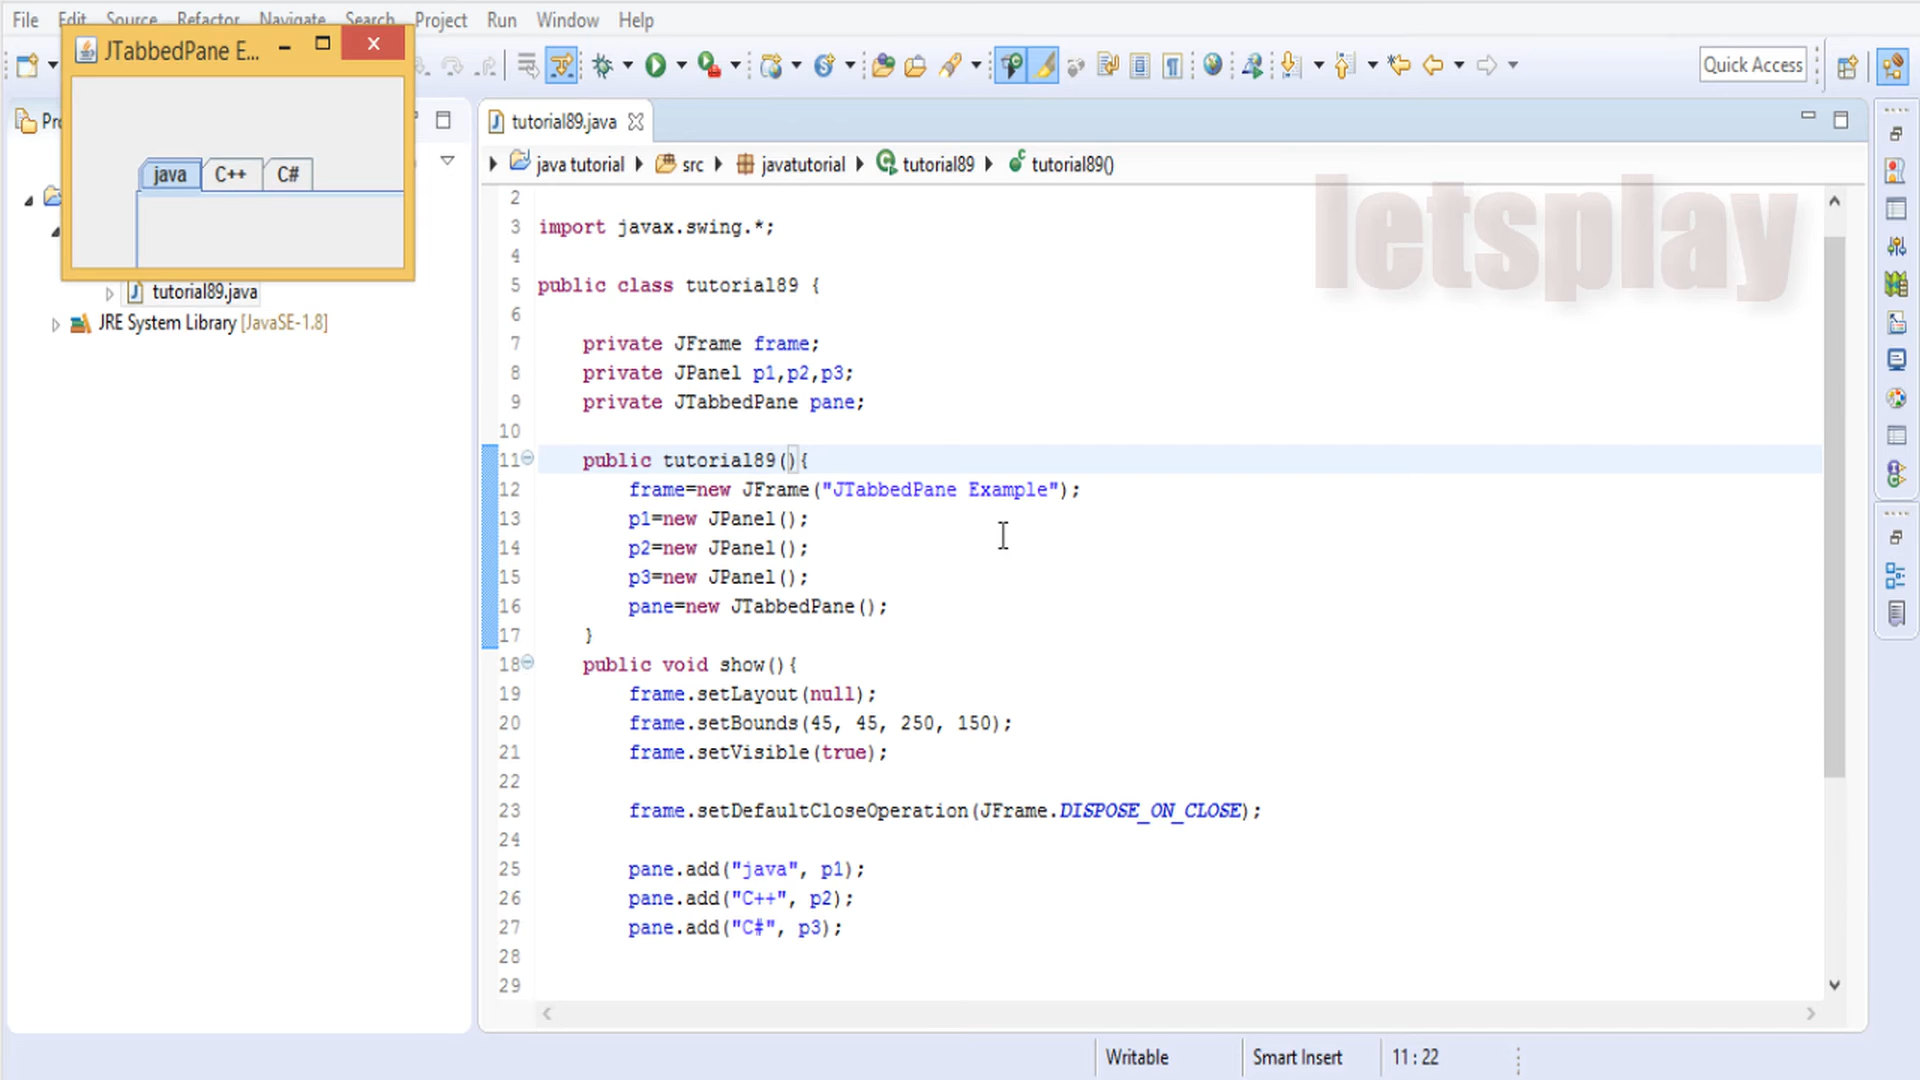 File Edit Source Refactor Navigate Search Project Run Window Help
JTabbedPane E...
Quick Access
java C++ C#
tutorial89.java
JRE System Library [JavaSE-1.8]
tutorial89.java
java tutorial src javatutorial tutorial89 tutorial89()
letsplay
2
3 import javax.swing.*;
4
5 public class tutorial89 {
6
7 private JFrame frame;
8 private JPanel p1,p2,p3;
9 private JTabbedPane pane;
10
11 public tutorial89(){
12 frame=new JFrame("JTabbedPane Example");
13 p1=new JPanel();
14 p2=new JPanel();
15 p3=new JPanel();
16 pane=new JTabbedPane();
17 }
18 public void show(){
19 frame.setLayout(null);
20 frame.setBounds(45, 45, 250, 150);
21 frame.setVisible(true);
22
23 frame.setDefaultCloseOperation(JFrame.DISPOSE_ON_CLOSE);
24
25 pane.add("java", p1);
26 pane.add("C++", p2);
27 pane.add("C#", p3);
28
29
Writable Smart Insert 11 : 22